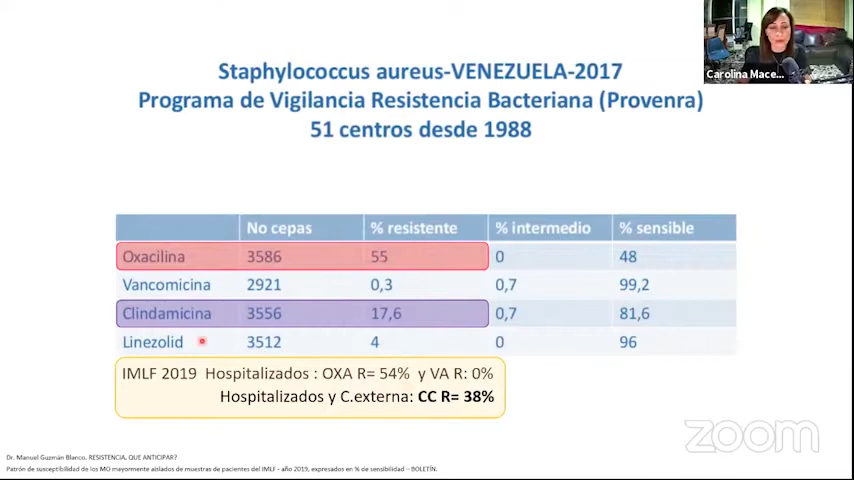 Carolina Mace...
Staphylococcus aureus-VENEZUELA-2017
Programa de Vigilancia Resistencia Bacteriana (Provenra)
51 centros desde 1988
No cepas % resistente % intermedio % sensible
Oxacilina 3586 55 0 48
Vancomicina 2921 0,3 0,7 99,2
Clindamicina 3556 17,6 0,7 81,6
Linezolid 3512 4 0 96
IMLF 2019 Hospitalizados : OXA R= 54% y VA R: 0%
Hospitalizados y C.externa: CC R= 38%
zoom
Dr. Manuel Guzmán Blanco, RESISTENCIA, QUE ANTICIPAR?
Patrón de susceptibilidad de los MO mayormente aislados de muestras de pacientes del IMLF - año 2019, expresados en % de sensibilidad – BOLETÍN.